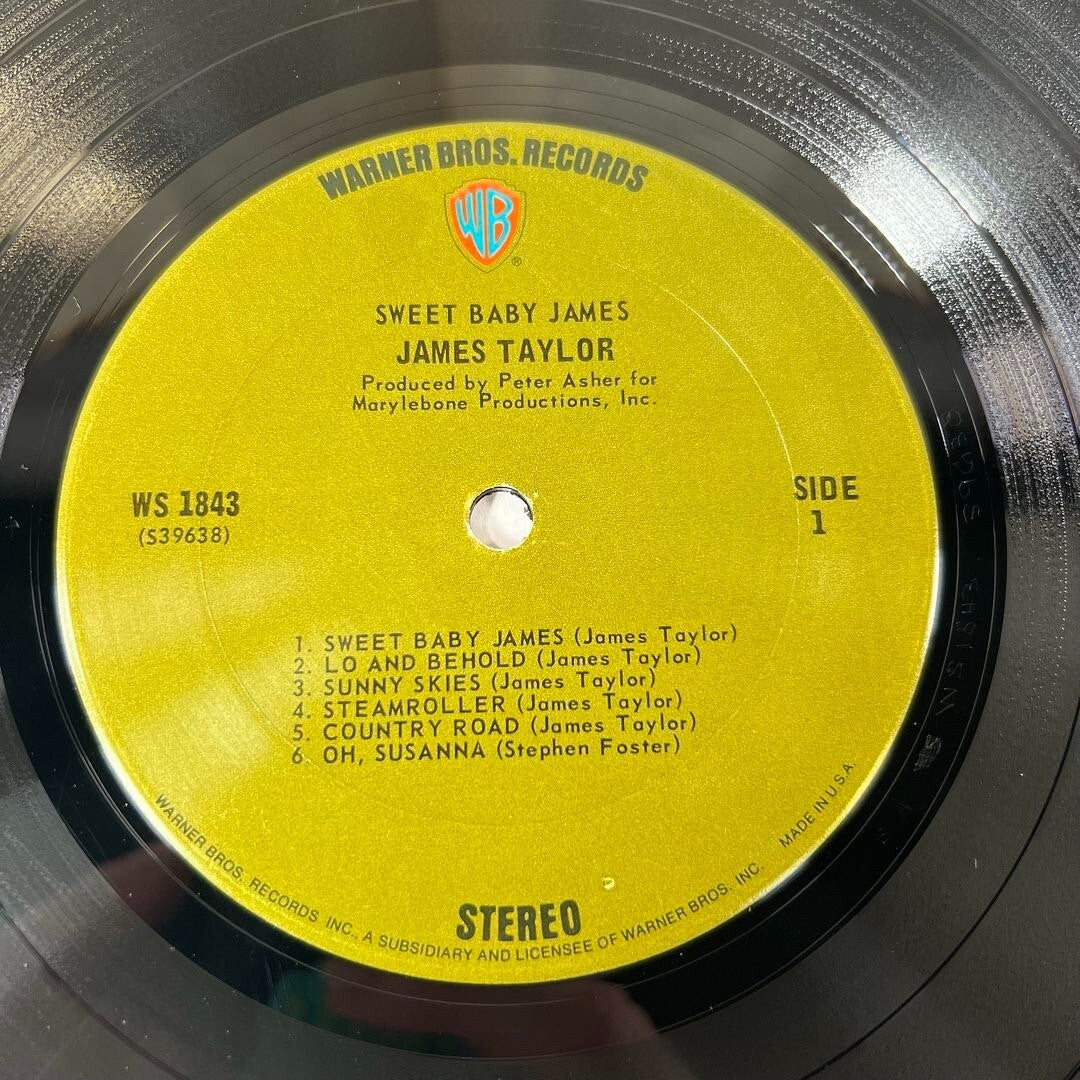 WARNER BROS. RECORDS
WB
®
SWEET BABY JAMES
JAMES TAYLOR
Produced by Peter Asher for
Marylebone Productions, Inc.
WS 1843
(S39638)
SIDE
1
1. SWEET BABY JAMES (James Taylor)
2. LO AND BEHOLD (James Taylor)
3. SUNNY SKIES (James Taylor)
4. STEAMROLLER (James Taylor)
5. COUNTRY ROAD (James Taylor)
6. OH, SUSANNA (Stephen Foster)
STEREO
WARNER BROS. RECORDS INC., A SUBSIDIARY AND LICENSEE OF WARNER BROS. INC.
MADE IN U.S.A.